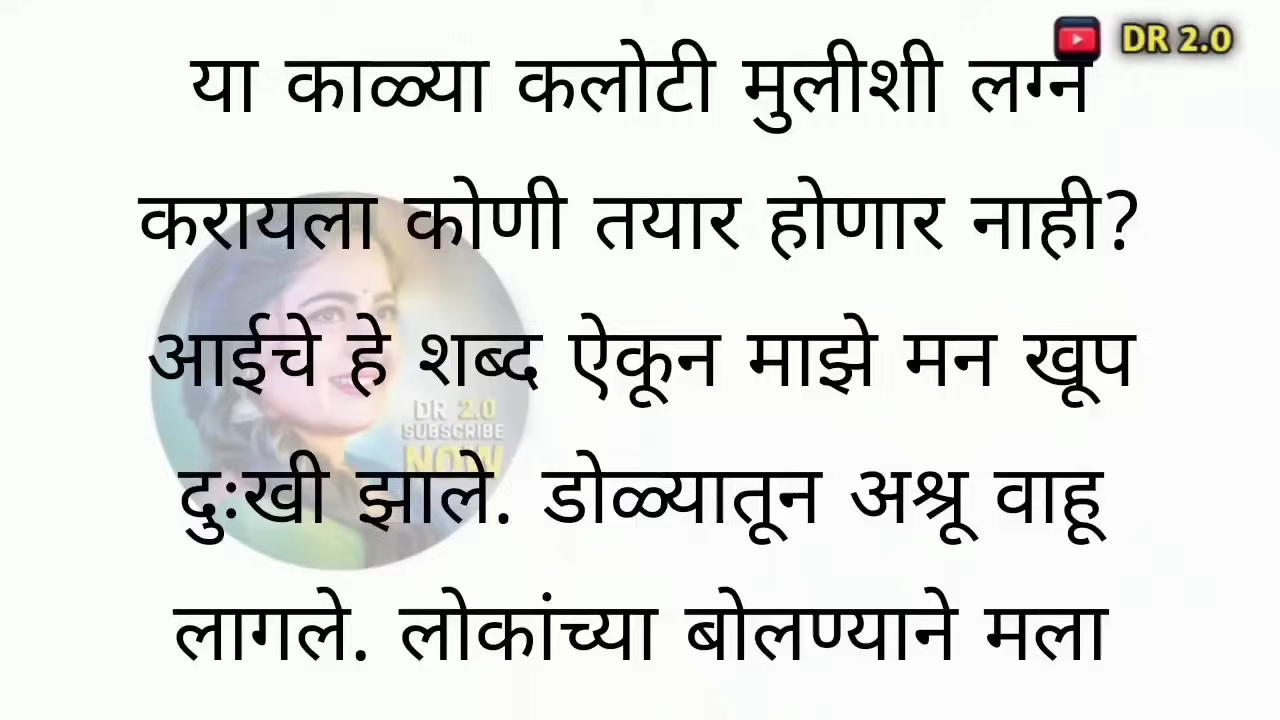 DR 2.0
या काळ्या कलोटी मुलीशी लग्न
करायला कोणी तयार होणार नाही?
आईचे हे शब्द ऐकून माझे मन खूप
DR 2.0
SUBSCRIBE
NOW
दुःखी झाले. डोळ्यातून अश्रू वाहू
लागले. लोकांच्या बोलण्याने मला